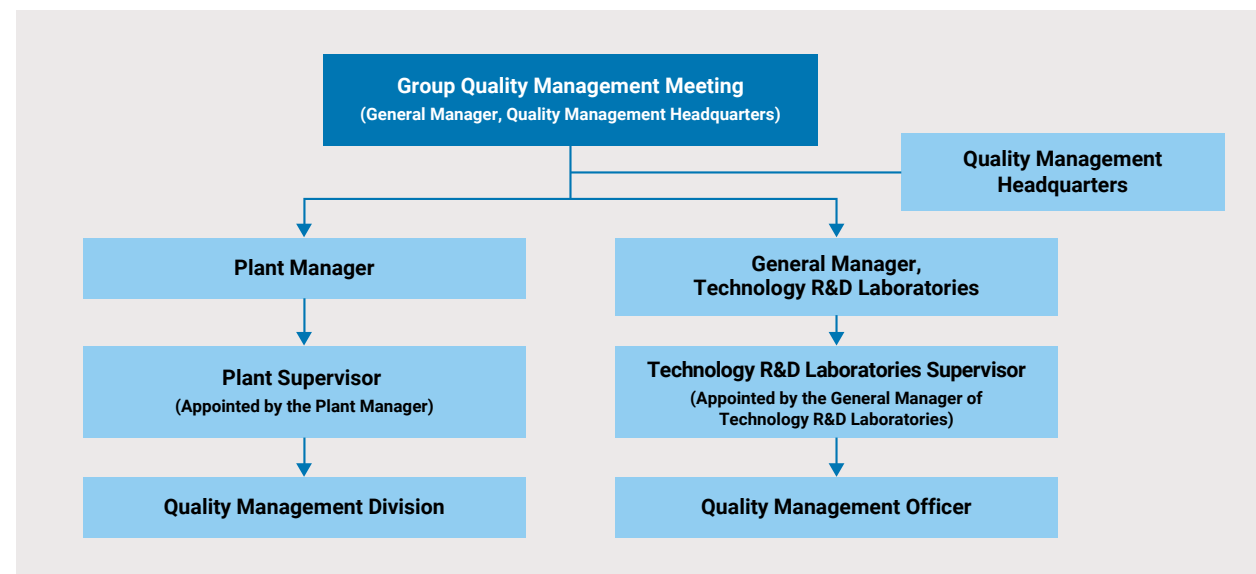 Group Quality Management Meeting
(General Manager, Quality Management Headquarters)
Quality Management
Headquarters
Plant Manager
General Manager,
Technology R&D Laboratories
Plant Supervisor
(Appointed by the Plant Manager)
Technology R&D Laboratories Supervisor
(Appointed by the General Manager of
Technology R&D Laboratories)
Quality Management Division
Quality Management Officer